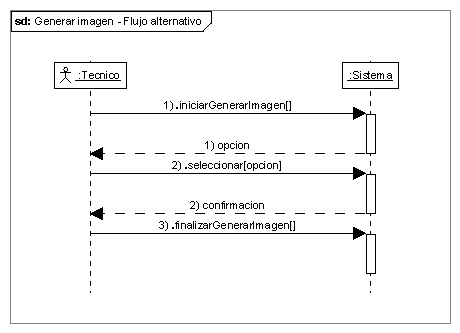 sd: Generar imagen - Flujo alternativo
:Tecnico
:Sistema
1) .iniciarGenerarImagen[]
1) opcion
2) .seleccionar[opcion]
2) confirmacion
3) .finalizarGenerarImagen[]